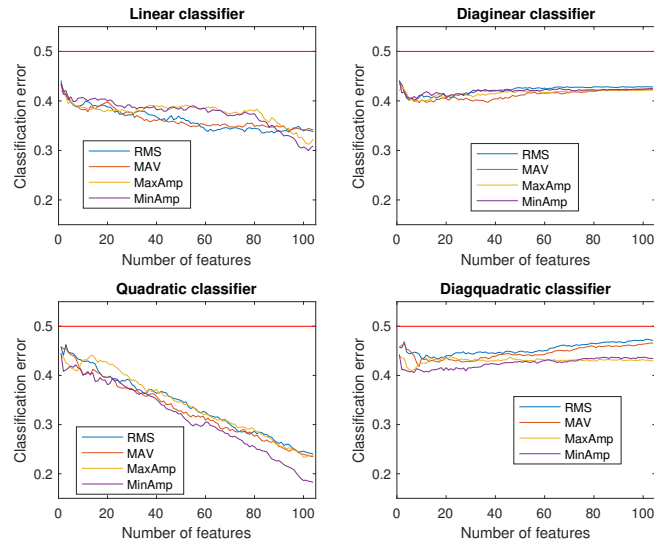 Linear classifier
Classification error
0.5
0.4
0.3
0.2
RMS
MAV
MaxAmp
MinAmp
0 20 40 60 80 100
Number of features
Diaginear classifier
Classification error
0.5
0.4
0.3
0.2
RMS
MAV
MaxAmp
MinAmp
0 20 40 60 80 100
Number of features
Quadratic classifier
Classification error
0.5
0.4
0.3
0.2
RMS
MAV
MaxAmp
MinAmp
0 20 40 60 80 100
Number of features
Diagquadratic classifier
Classification error
0.5
0.4
0.3
0.2
RMS
MAV
MaxAmp
MinAmp
0 20 40 60 80 100
Number of features